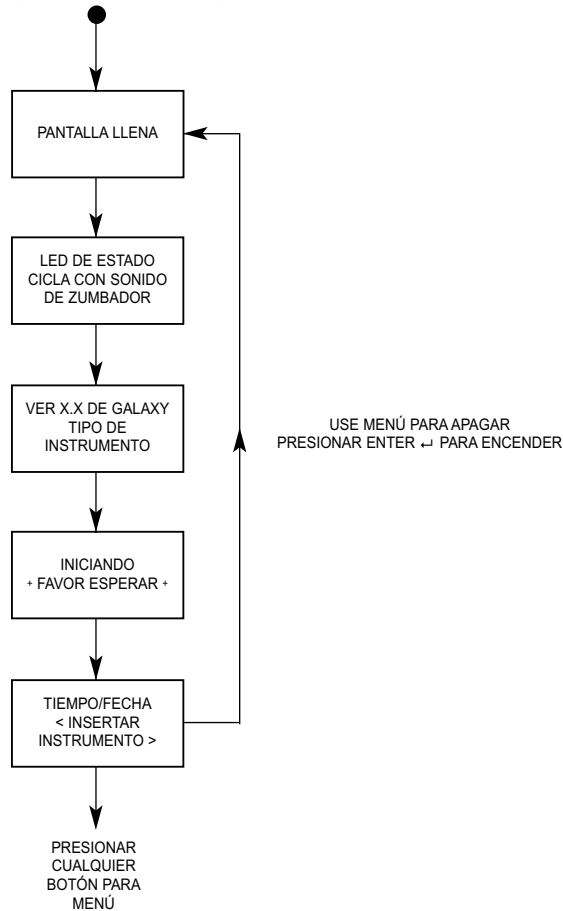 PANTALLA LLENA
LED DE ESTADO
CICLA CON SONIDO
DE ZUMBADOR
VER X.X DE GALAXY
TIPO DE
INSTRUMENTO
USE MENÚ PARA APAGAR
PRESIONAR ENTER ↵ PARA ENCENDER
INICIANDO
+ FAVOR ESPERAR +
TIEMPO/FECHA
< INSERTAR
INSTRUMENTO >
PRESIONAR
CUALQUIER
BOTÓN PARA
MENÚ